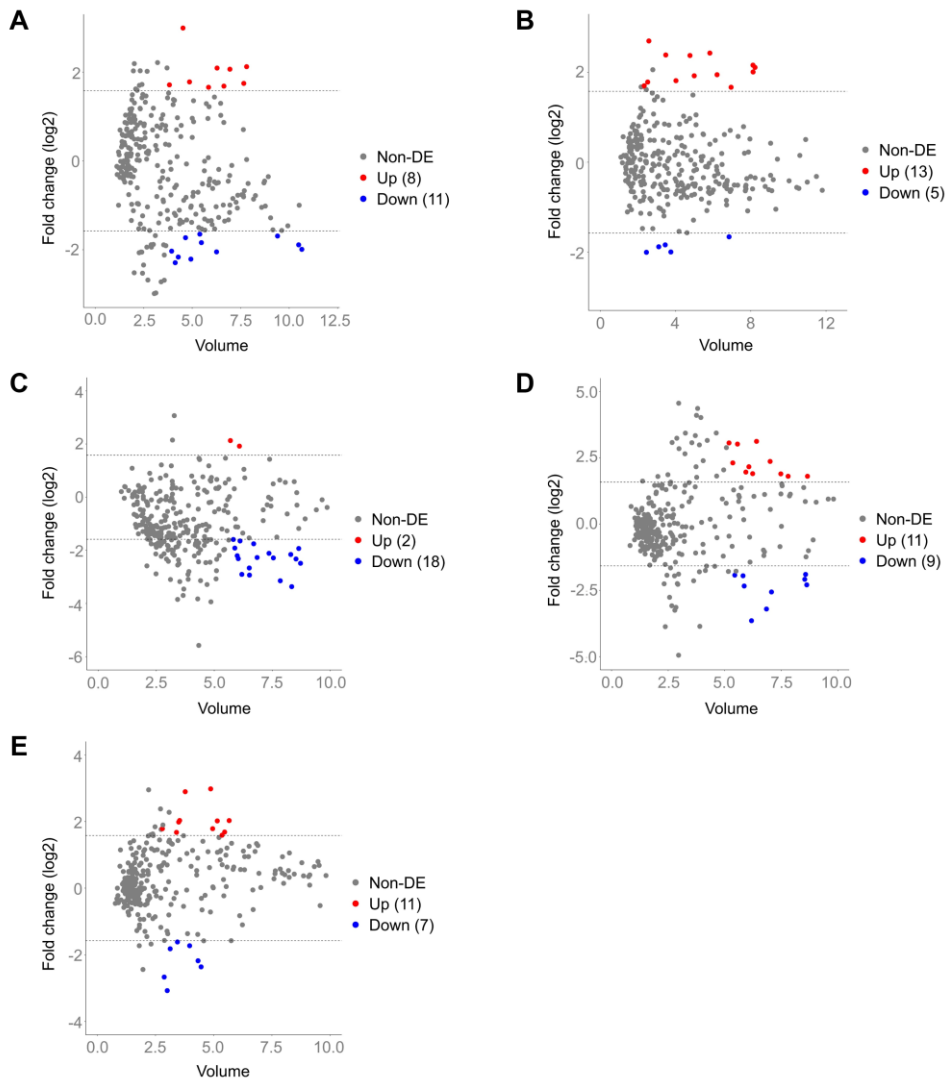 A
Fold change (log2)
2
0
-2
0.0 2.5 5.0 7.5 10.0 12.5
Volume
Non-DE
Up (8)
Down (11)
B
Fold change (log2)
2
0
-2
0 4 8 12
Volume
Non-DE
Up (13)
Down (5)
C
Fold change (log2)
4
2
0
-2
-4
-6
0.0 2.5 5.0 7.5 10.0
Volume
Non-DE
Up (2)
Down (18)
D
Fold change (log2)
5.0
2.5
0.0
-2.5
-5.0
0.0 2.5 5.0 7.5 10.0
Volume
Non-DE
Up (11)
Down (9)
E
Fold change (log2)
4
2
0
-2
-4
0.0 2.5 5.0 7.5 10.0
Volume
Non-DE
Up (11)
Down (7)